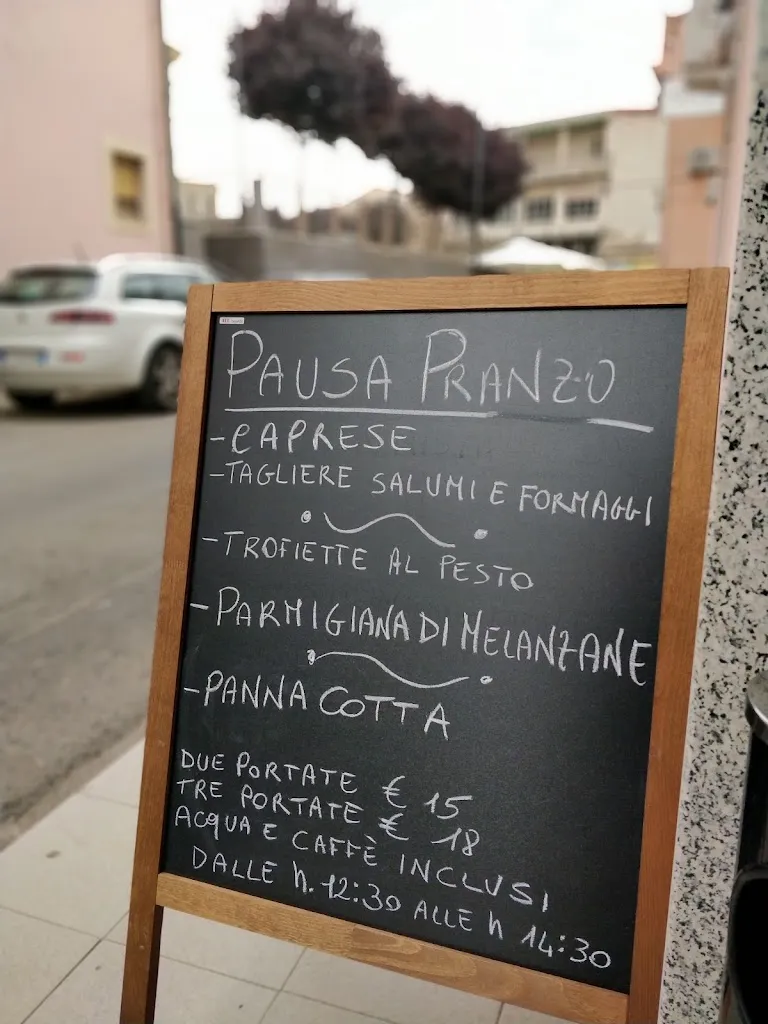 PAUSA PRANZO
-CAPRESE
-TAGLIERE SALUMI E FORMAGGI
-TROFIETTE AL PESTO
-PARMIGIANA DI MELANZANE
-PANNA COTTA
DUE PORTATE € 15
TRE PORTATE € 18
ACQUA E CAFFÈ INCLUSI
DALLE h. 12:30 ALLE h 14:30